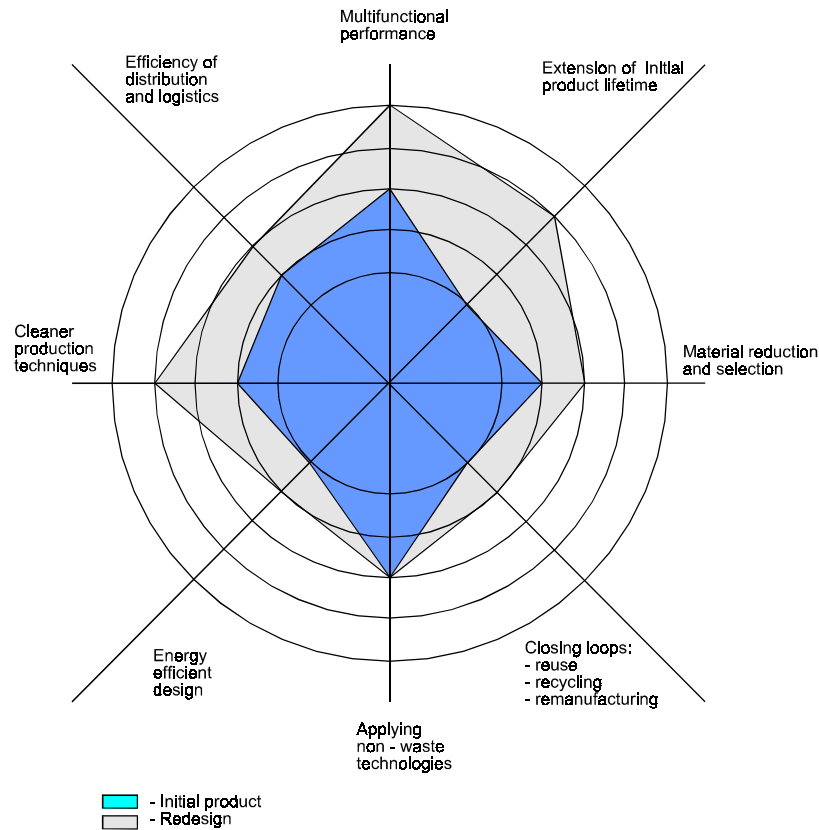 Multifunctional
performance
Efficiency of
distribution
and logistics
Extension of Initial
product lifetime
Cleaner
production
techniques
Material reduction
and selection
Energy
efficient
design
Closing loops:
- reuse
- recycling
- remanufacturing
Applying
non - waste
technologies
- Initial product
- Redesign